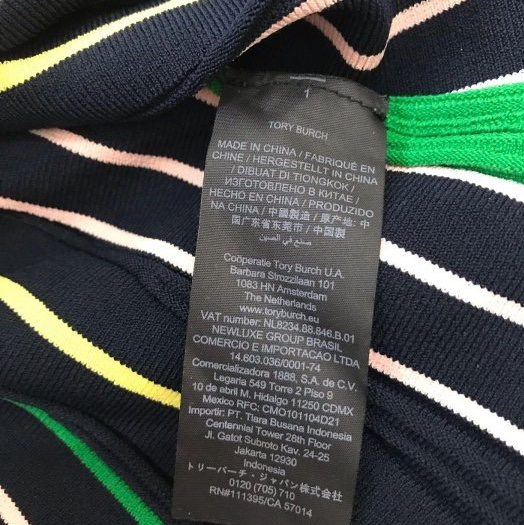 1
TORY BURCH
MADE IN CHINA / FABRIQUÉ EN
CHINE / HERGESTELLT IN CHINA
/ DIBUAT DI TIONGKOK /
ИЗГОТОВЛЕНО В КИТАЕ /
HECHO EN CHINA / PRODUZIDO
NA CHINA / 中國製造 / 原产地: 中
国广东省东莞市 / 中国製
صنع في الصين
Coöperatie Tory Burch U.A.
Barbara Strozzilaan 101
1083 HN Amsterdam
The Netherlands
www.toryburch.eu
VAT number: NL8234.88.846.B.01
NEWLUXE GROUP BRASIL
COMERCIO E IMPORTACAO LTDA
14.603.036/0001-74
Comercializadora 1888, S.A. de C.V.
Legaria 549 Torre 2 Piso 9
10 de abril M. Hidalgo 11250 CDMX
Mexico RFC: CMO101104D21
Importir: PT. Tiara Busana Indonesia
Centennial Tower 28th Floor
Jl. Gatot Subroto Kav. 24-25
Jakarta 12930
Indonesia
トリーバーチ・ジャパン株式会社
0120 (705) 710
RN#111395/CA 57014